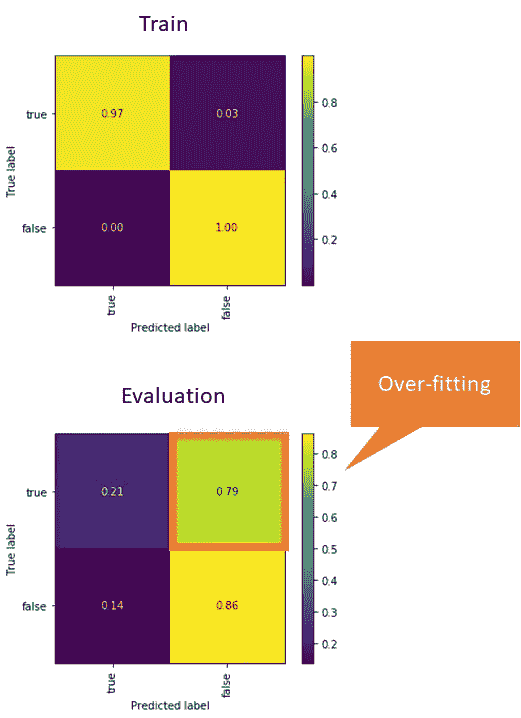 Train
true
0.97
0.03
false
0.00
1.00
true
false
Predicted label
True label
0.8
0.6
0.4
0.2
Over-fitting
Evaluation
true
0.21
0.79
false
0.14
0.86
true
false
Predicted label
True label
0.8
0.7
0.6
0.5
0.4
0.3
0.2